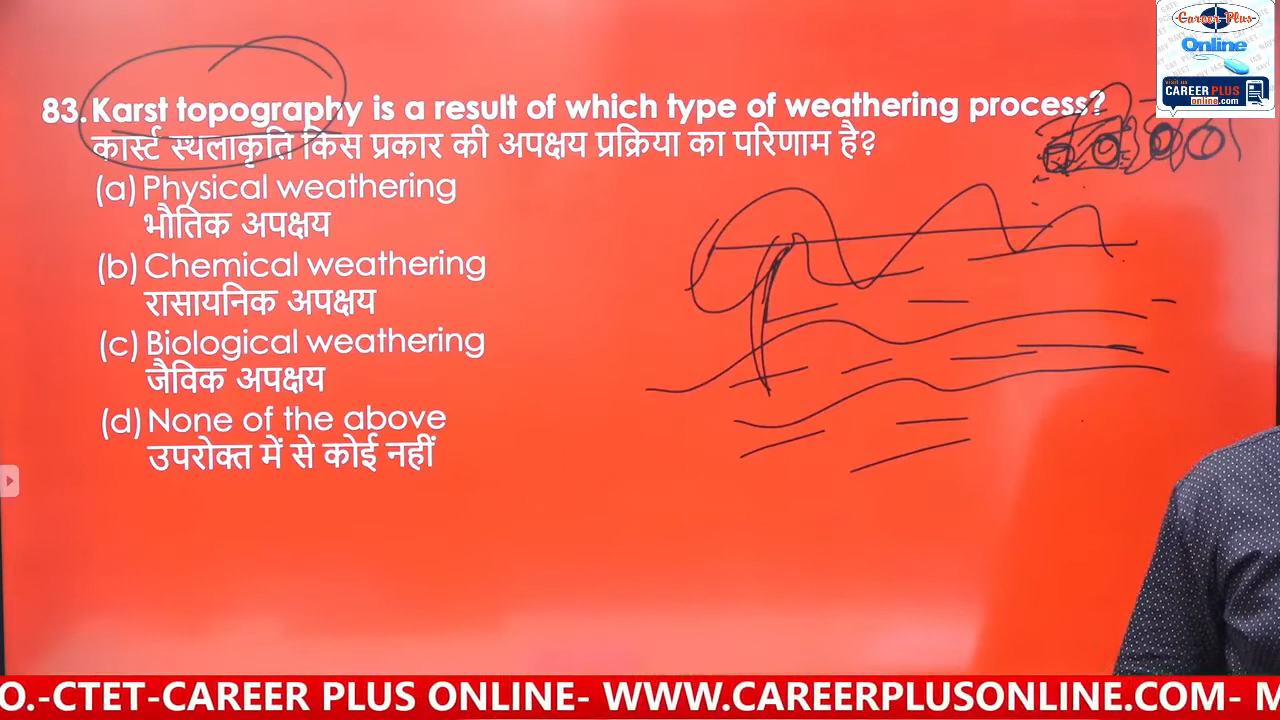 Career Plus
Online
visit us
CAREER PLUS
online.com
83. Karst topography is a result of which type of weathering process?
कार्स्ट स्थलाकृति किस प्रकार की अपक्षय प्रक्रिया का परिणाम है?
(a) Physical weathering
भौतिक अपक्षय
(b) Chemical weathering
रासायनिक अपक्षय
(c) Biological weathering
जैविक अपक्षय
(d) None of the above
उपरोक्त में से कोई नहीं
O.-CTET-CAREER PLUS ONLINE- WWW.CAREERPLUSONLINE.COM- M